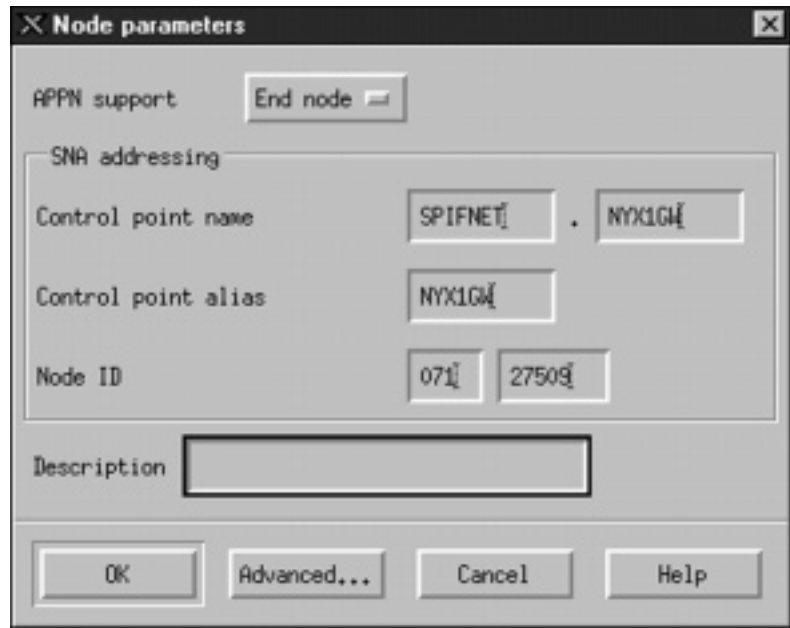 Node parameters
APPN support End node
SNA addressing
Control point name SPIFNET . NYX1GW
Control point alias NYX1GW
Node ID 071 27509
Description
OK Advanced... Cancel Help